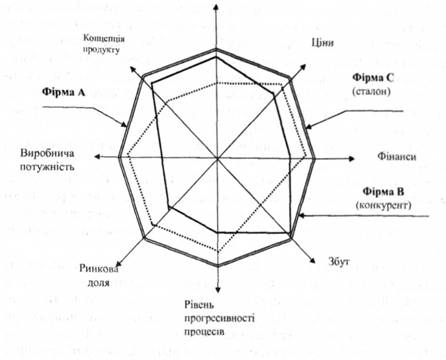 Концепція
продукту
Ціни
Фірма А
Фірма С
(еталон)
Виробнича
потужність
Фінанси
Фірма В
(конкурент)
Ринкова
доля
Збут
Рівень
прогресивності
процесів